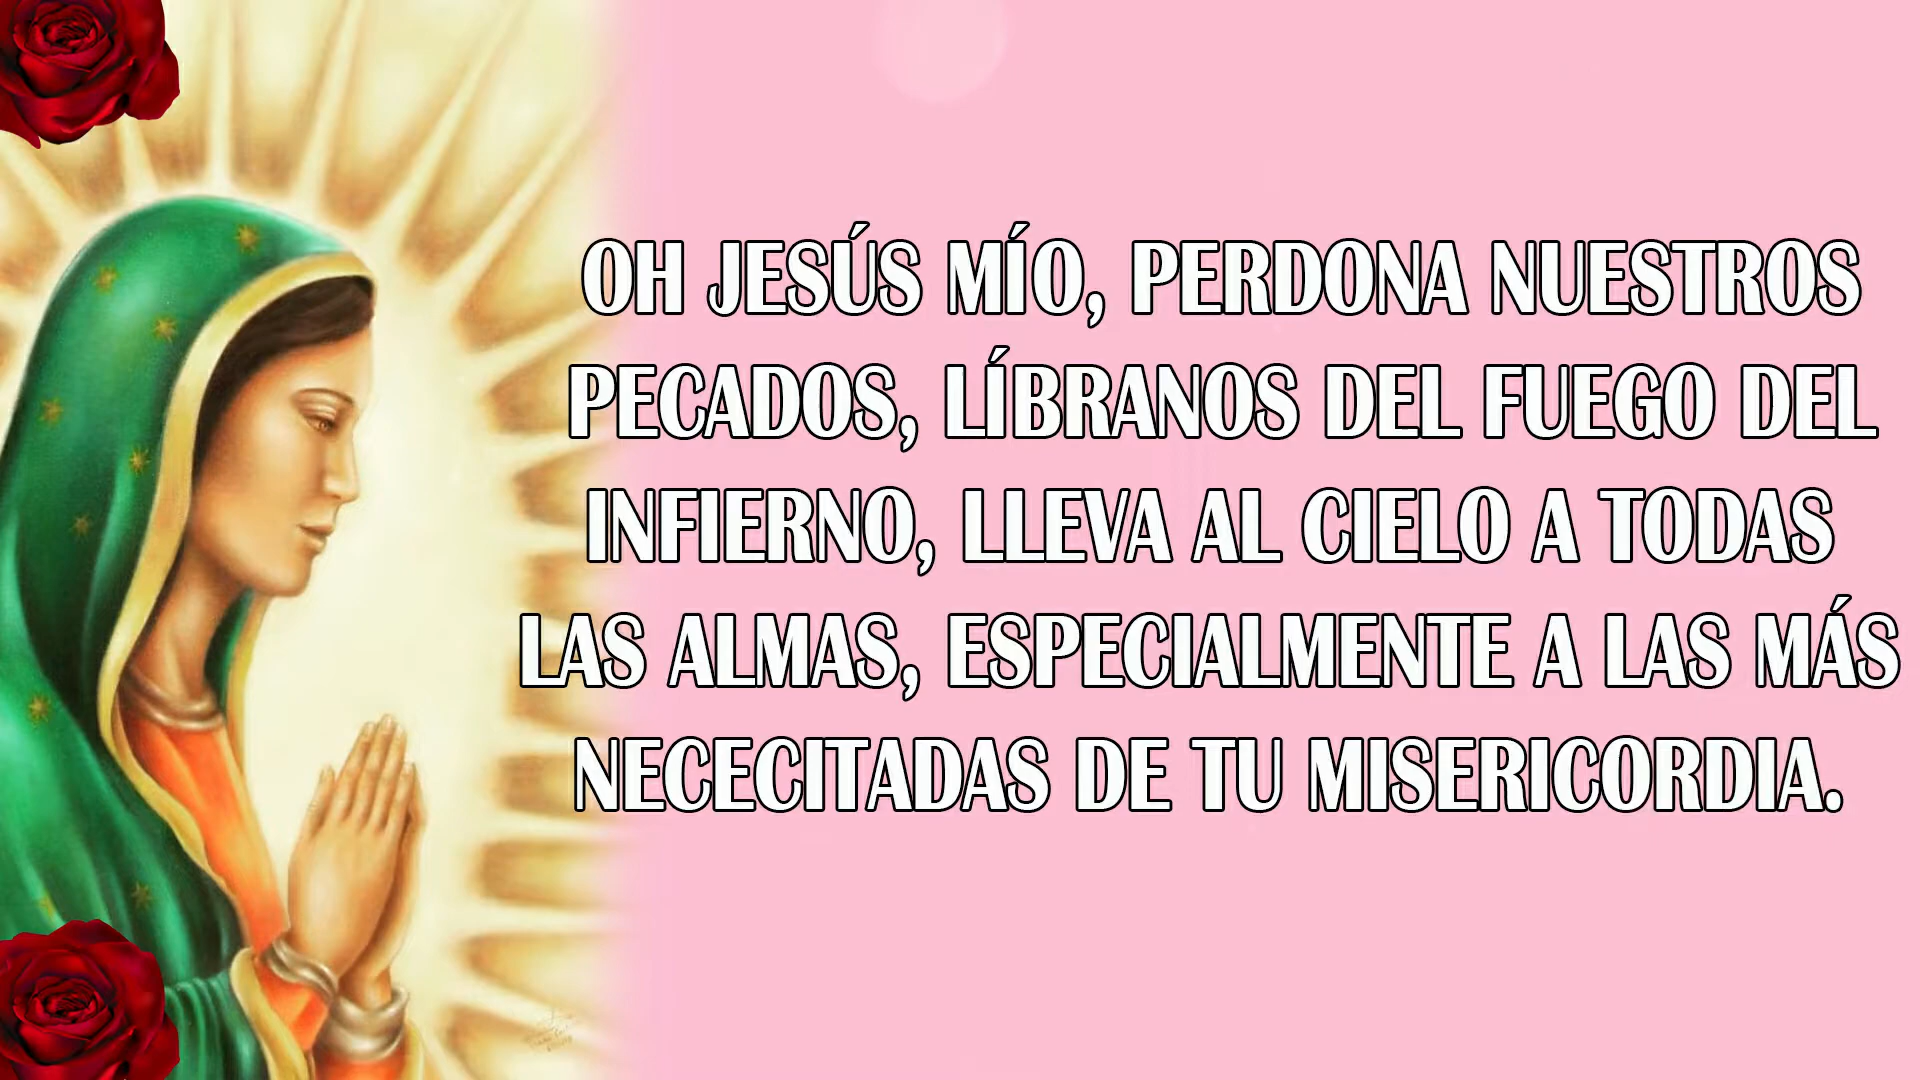 OH JESÚS MÍO, PERDONA NUESTROS
PECADOS, LÍBRANOS DEL FUEGO DEL
INFIERNO, LLEVA AL CIELO A TODAS
LAS ALMAS, ESPECIALMENTE A LAS MÁS
NECECITADAS DE TU MISERICORDIA.